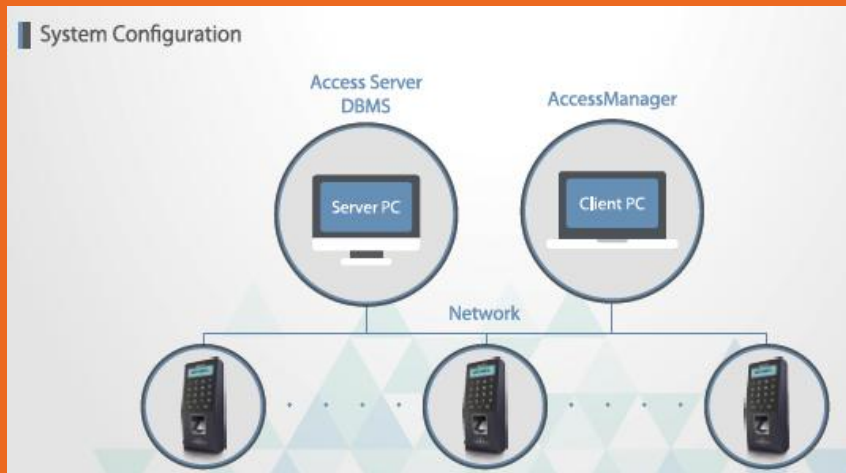 System Configuration
Access Server
DBMS
AccessManager
Server PC
Client PC
Network